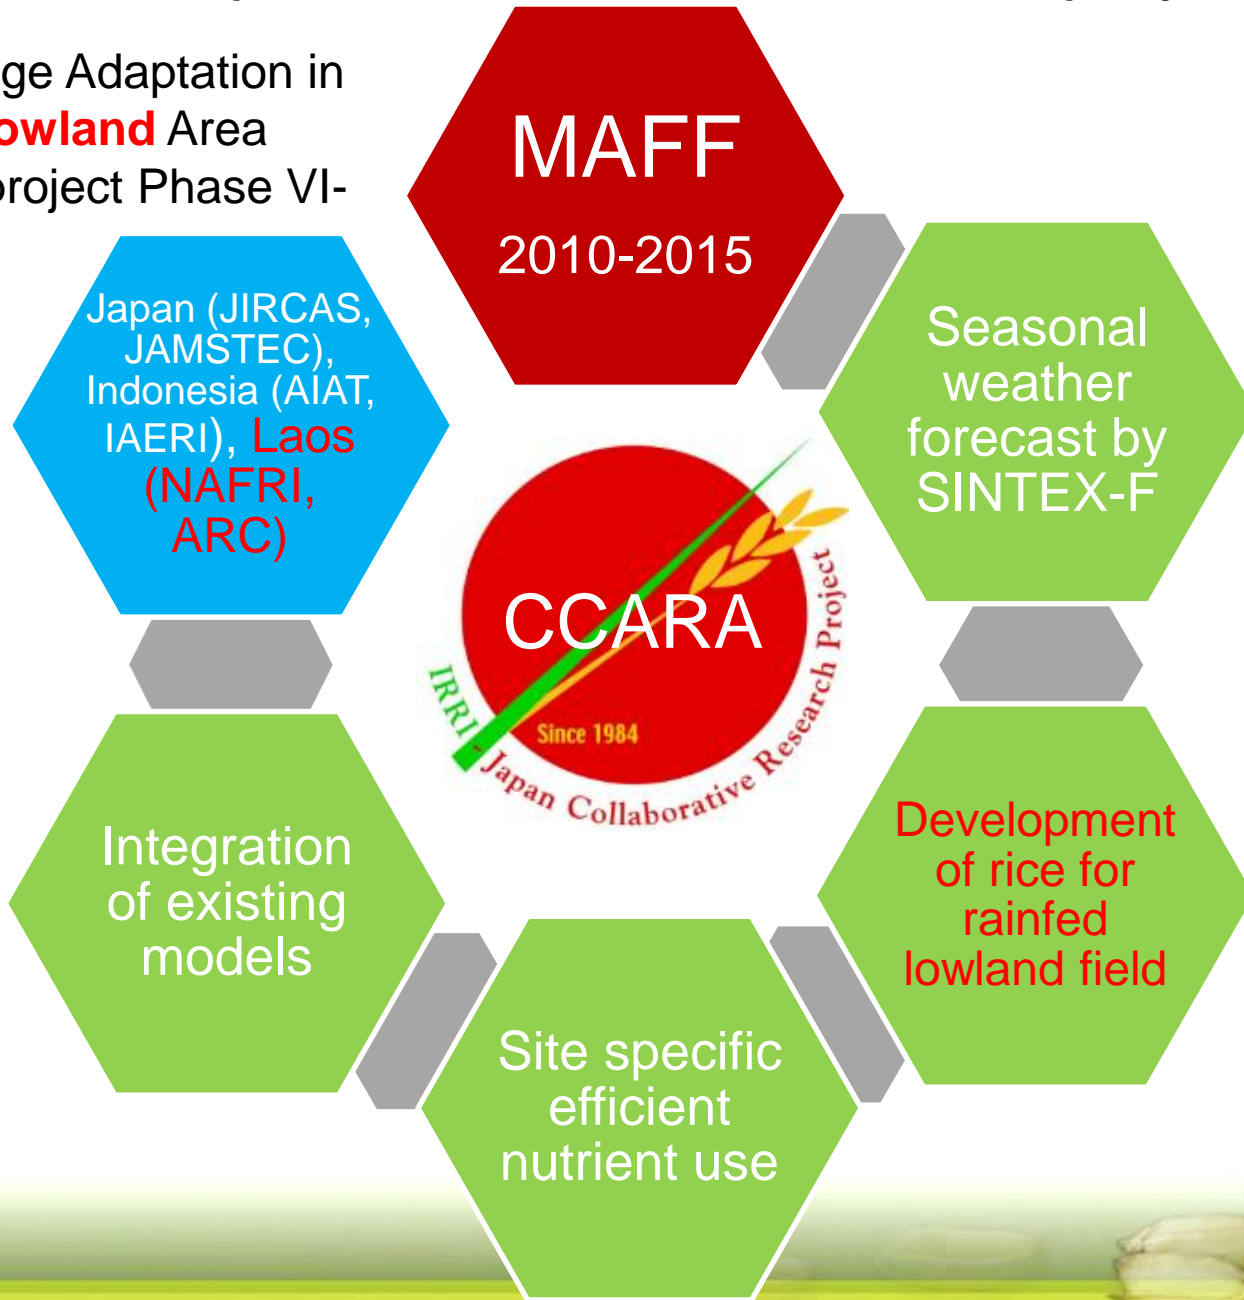 ge Adaptation in
owland Area
project Phase VI-
MAFF
2010-2015
Japan (JIRCAS,
JAMSTEC),
Indonesia (AIAT,
IAERI), Laos
(NAFRI,
ARC)
Seasonal
weather
forecast by
SINTEX-F
CCARA
Since 1984
IRRI - Japan Collaborative Research Project
Development
of rice for
rainfed
lowland field
Integration
of existing
models
Site specific
efficient
nutrient use